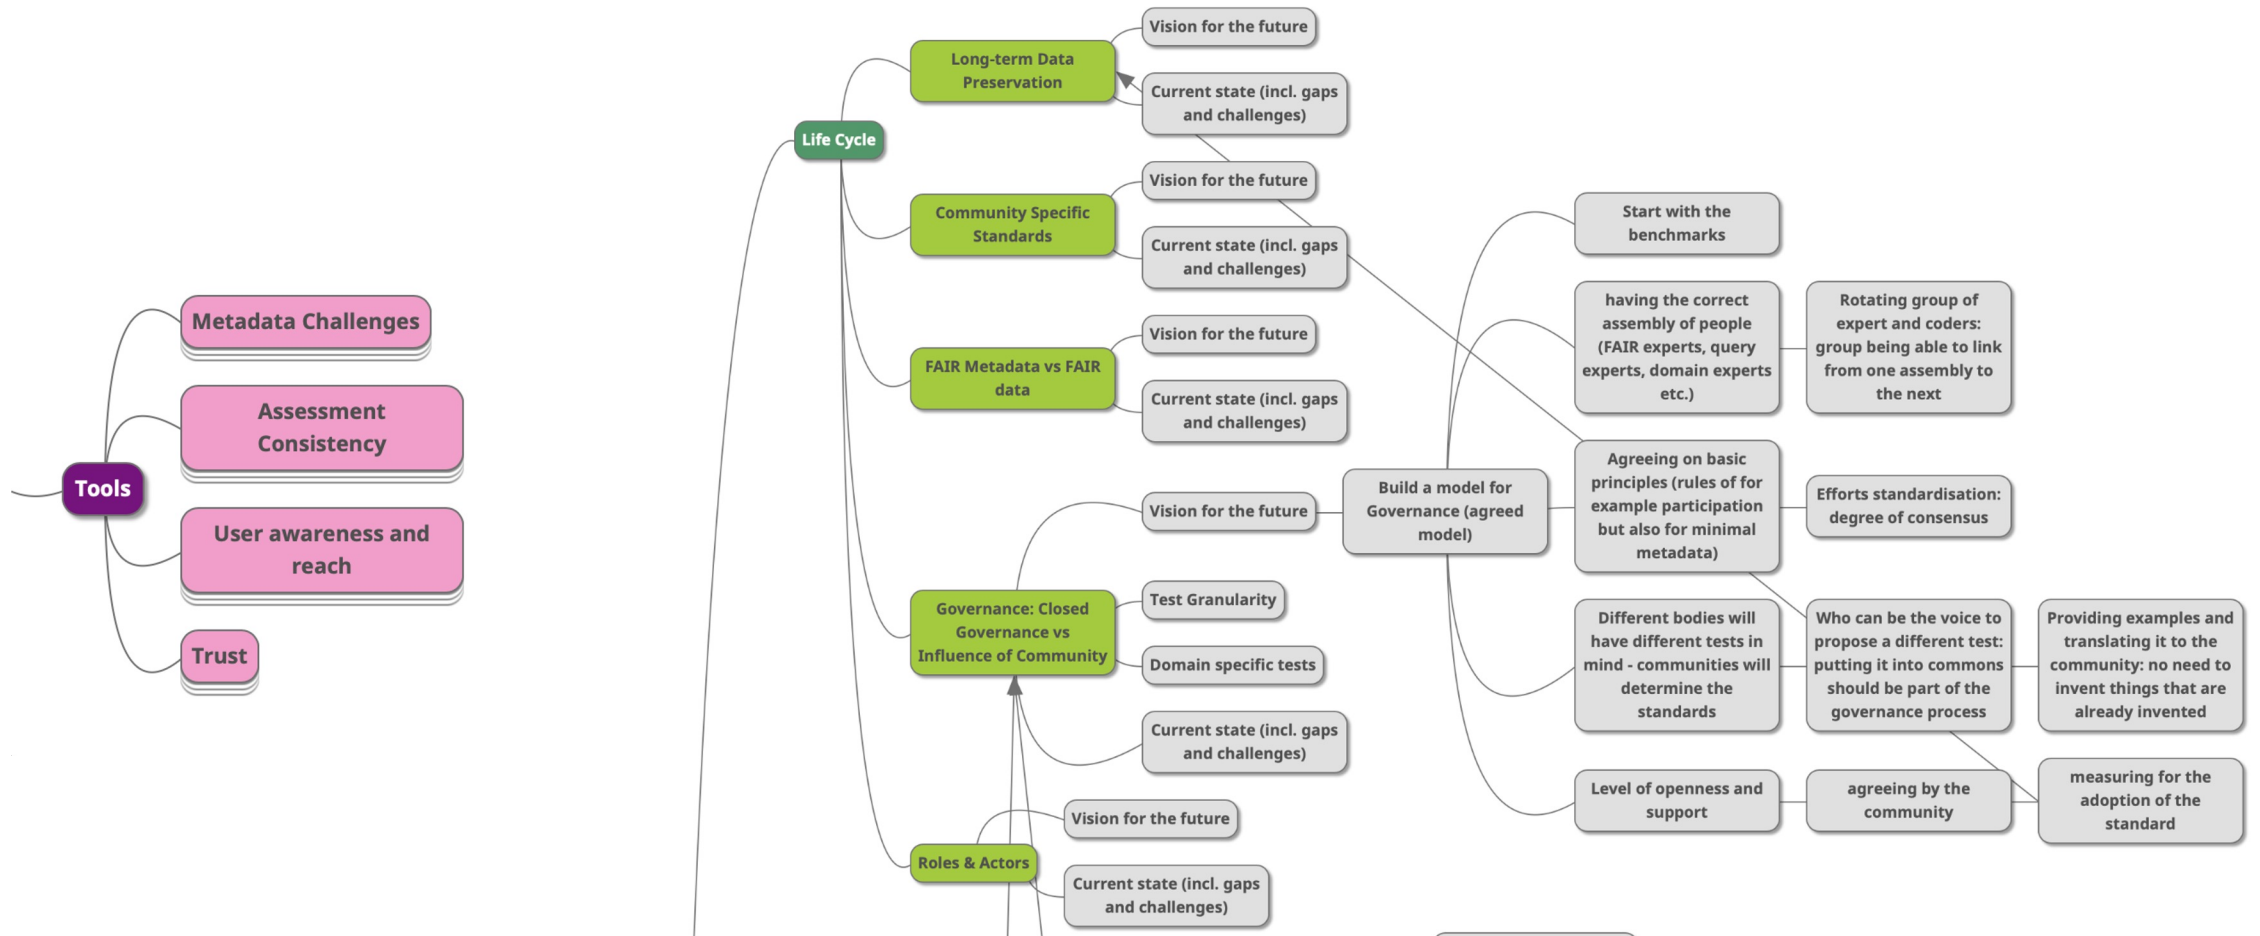 Tools
Metadata Challenges
Assessment
Consistency
User awareness and
reach
Trust
Life Cycle
Long-term Data
Preservation
Vision for the future
Current state (incl. gaps
and challenges)
Community Specific
Standards
Vision for the future
Current state (incl. gaps
and challenges)
FAIR Metadata vs FAIR
data
Vision for the future
Current state (incl. gaps
and challenges)
Governance: Closed
Governance vs
Influence of Community
Vision for the future
Build a model for
Governance (agreed
model)
Start with the
benchmarks
having the correct
assembly of people
(FAIR experts, query
experts, domain experts
etc.)
Rotating group of
expert and coders:
group being able to link
from one assembly to
the next
Agreeing on basic
principles (rules of for
example participation
but also for minimal
metadata)
Efforts standardisation:
degree of consensus
Different bodies will
have different tests in
mind - communities will
determine the
standards
Who can be the voice to
propose a different test:
putting it into commons
should be part of the
governance process
Providing examples and
translating it to the
community: no need to
invent things that are
already invented
Level of openness and
support
agreeing by the
community
measuring for the
adoption of the
standard
Test Granularity
Domain specific tests
Current state (incl. gaps
and challenges)
Roles & Actors
Vision for the future
Current state (incl. gaps
and challenges)